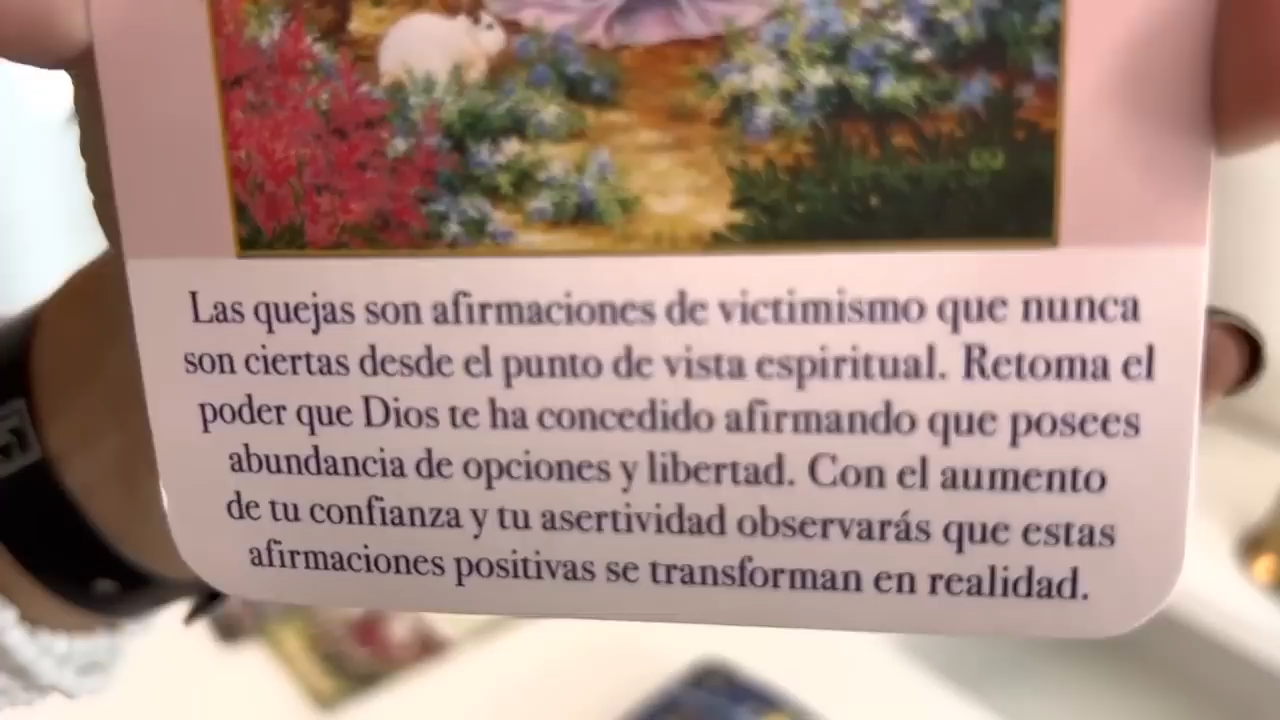 Las quejas son afirmaciones de victimismo que nunca
son ciertas desde el punto de vista espiritual. Retoma el
poder que Dios te ha concedido afirmando que posees
abundancia de opciones y libertad. Con el aumento
de tu confianza y tu asertividad observarás que estas
afirmaciones positivas se transforman en realidad.